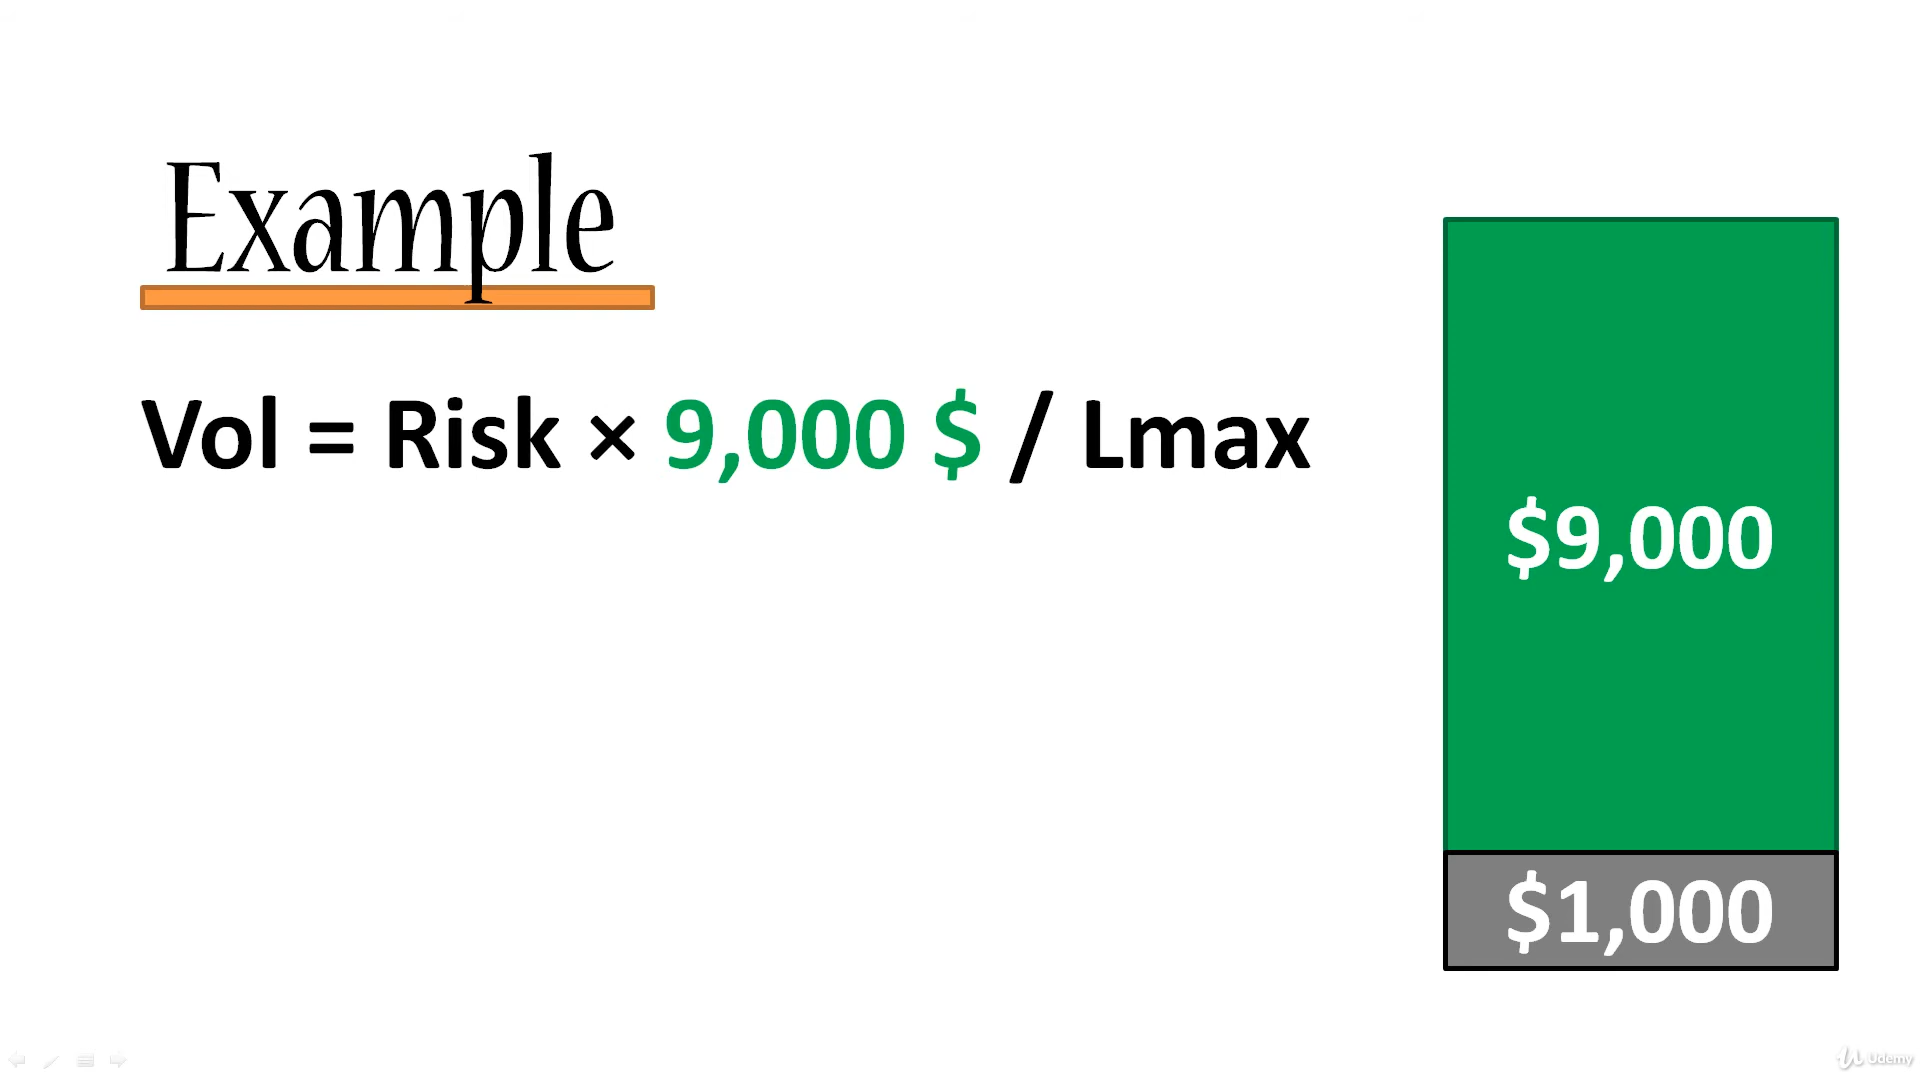 Example
Vol = Risk × 9,000 $ / Lmax
$9,000
$1,000
Udemy